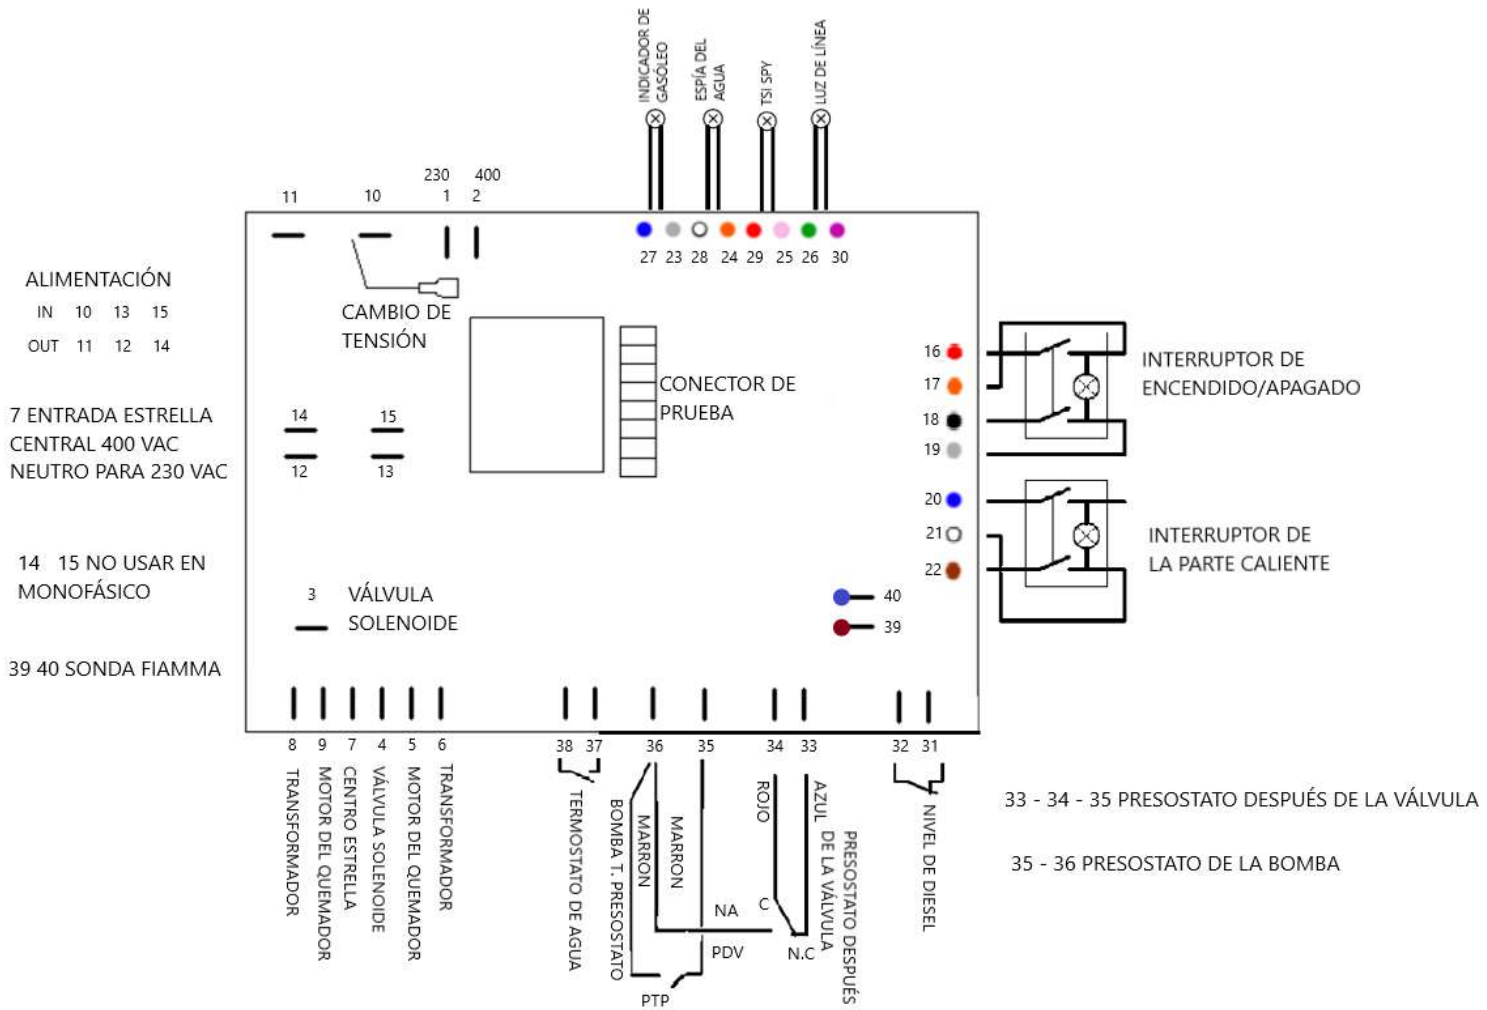 INDICADOR DE
GASÓLEO
ESPÍA DEL
AGUA
TSI SPY
LUZ DE LÍNEA
230 400
11 10 1 2
27 23 28 24 29 25 26 30
ALIMENTACIÓN
IN 10 13 15
OUT 11 12 14
CAMBIO DE
TENSIÓN
CONECTOR DE
PRUEBA
16
17
18
19
INTERRUPTOR DE
ENCENDIDO/APAGADO
7 ENTRADA ESTRELLA
CENTRAL 400 VAC
NEUTRO PARA 230 VAC
14 15
12 13
20
21
22
INTERRUPTOR DE
LA PARTE CALIENTE
14 15 NO USAR EN
MONOFÁSICO
3 VÁLVULA
SOLENOIDE
40
39
39 40 SONDA FIAMMA
8 9 7 4 5 6 38 37 36 35 34 33 32 31
TRANSFORMADOR
MOTOR DEL QUEMADOR
CENTRO ESTRELLA
VÁLVULA SOLENOIDE
MOTOR DEL QUEMADOR
TRANSFORMADOR
TERMOSTATO DE AGUA
BOMBA T. PRESOSTATO
MARRON
MARRON
ROJO
AZUL
PRESOSTATO DESPUÉS
DE LA VÁLVULA
NIVEL DE DIESEL
NA
C
PDV
N.C
PTP
33 - 34 - 35 PRESOSTATO DESPUÉS DE LA VÁLVULA
35 - 36 PRESOSTATO DE LA BOMBA